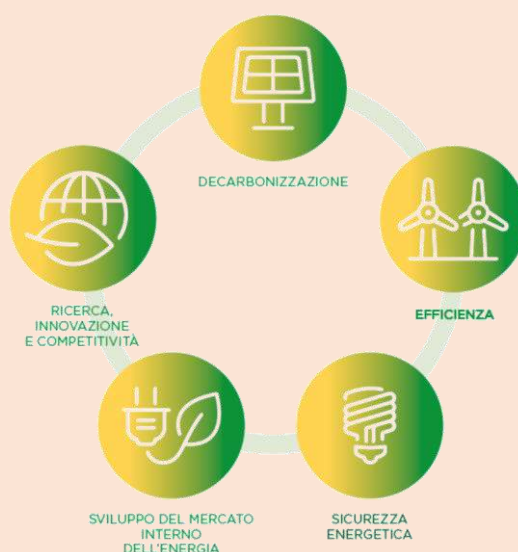 DECARBONIZZAZIONE
EFFICIENZA
RICERCA,
INNOVAZIONE
E COMPETITIVITÀ
SVILUPPO DEL MERCATO
INTERNO
DELL'ENERGIA
SICUREZZA
ENERGETICA